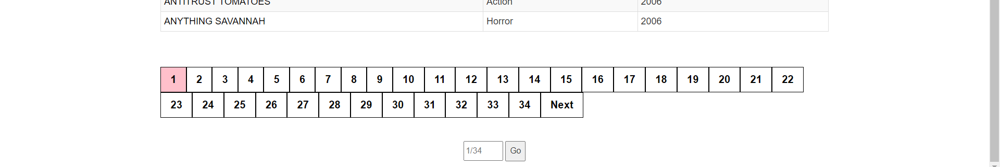 ANTITRUST TOMATOES Action 2006
ANYTHING SAVANNAH Horror 2006
1 2 3 4 5 6 7 8 9 10 11 12 13 14 15 16 17 18 19 20 21 22
23 24 25 26 27 28 29 30 31 32 33 34 Next
1/34 Go